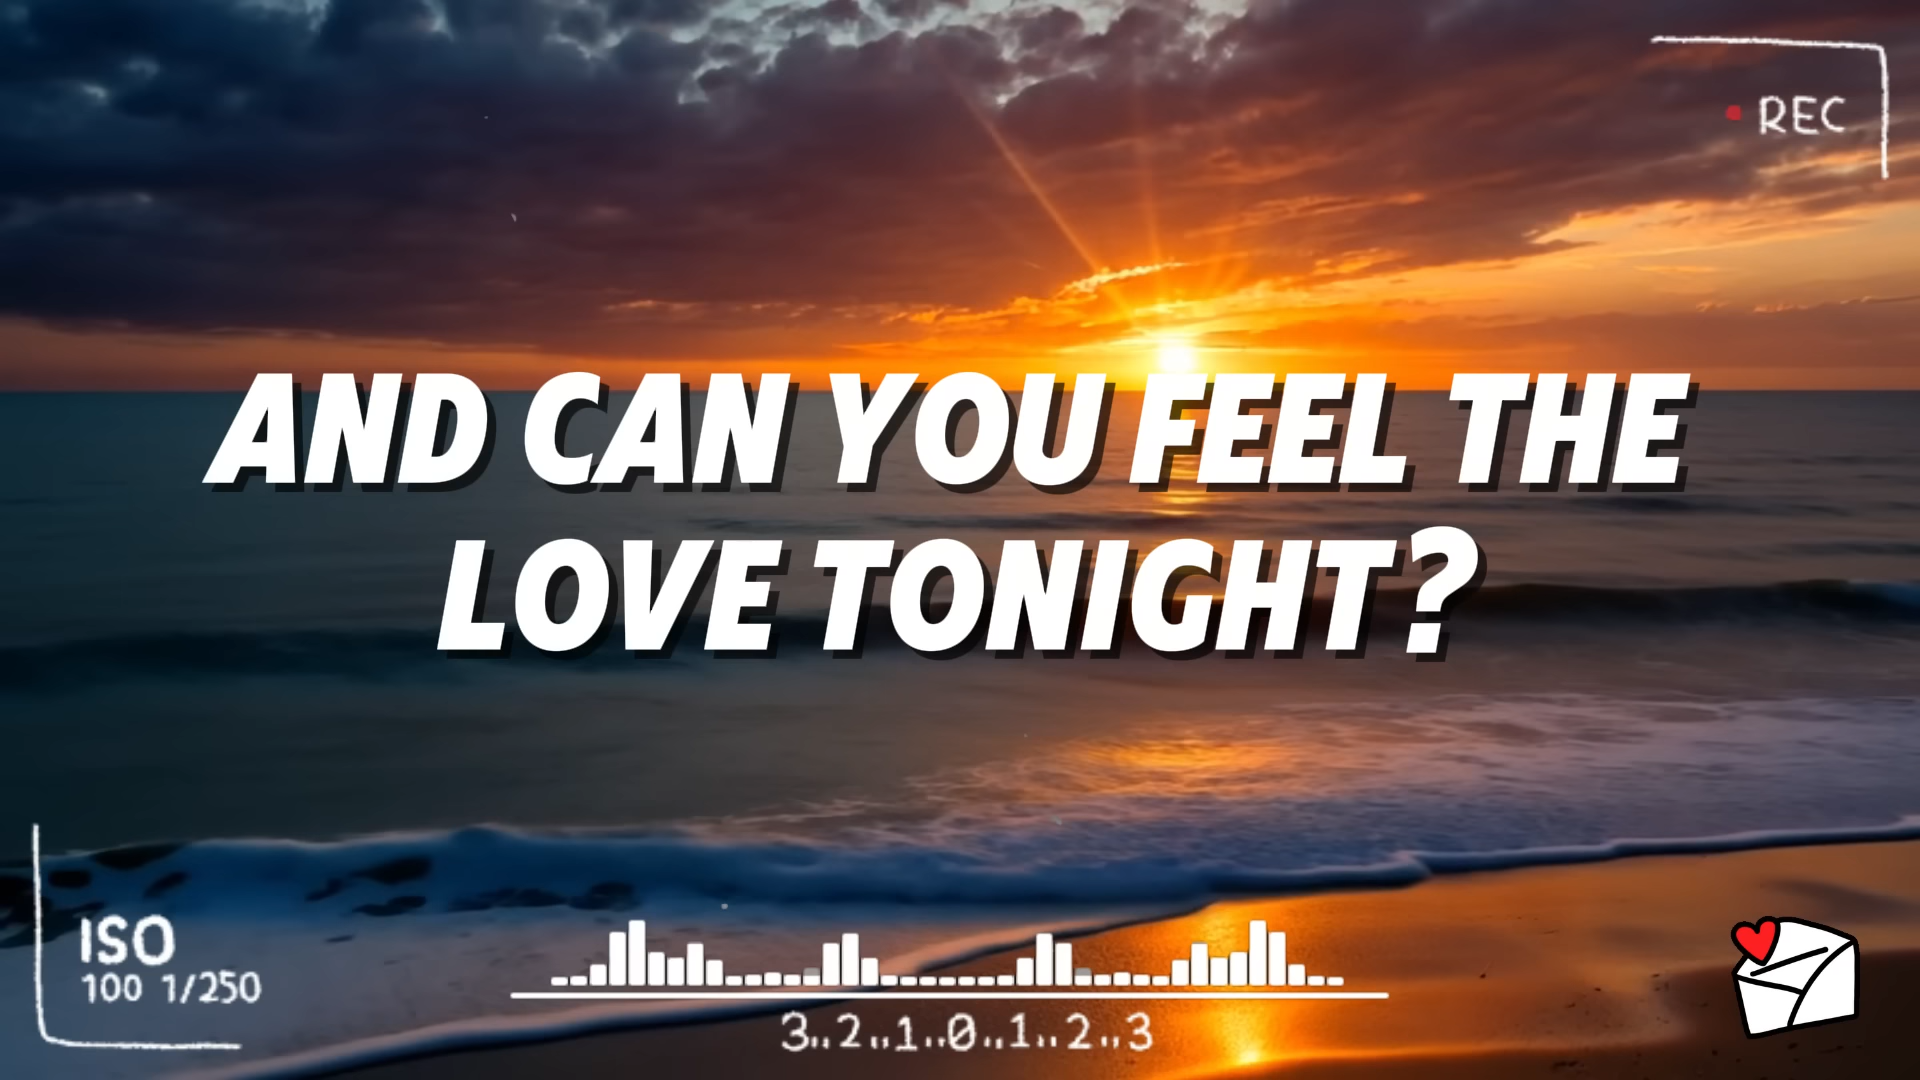 REC
AND CAN YOU FEEL THE
LOVE TONIGHT?
ISO
100 1/250
3..2..1..0..1..2..3